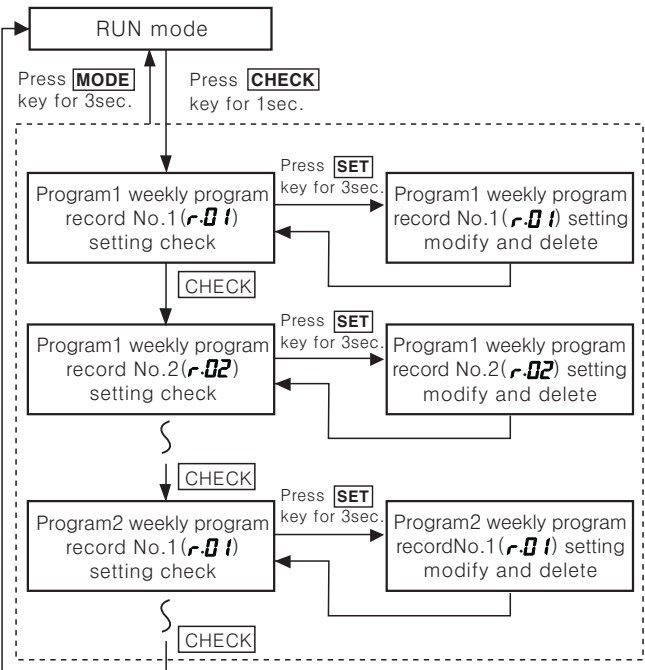 RUN mode
Press MODE
key for 3sec.
Press CHECK
key for 1sec.
Program1 weekly program
record No.1(r.01)
setting check
Press SET
key for 3sec.
Program1 weekly program
record No.1(r.01) setting
modify and delete
CHECK
Program1 weekly program
record No.2(r.02)
setting check
Press SET
key for 3sec.
Program1 weekly program
record No.2(r.02) setting
modify and delete
CHECK
Program2 weekly program
record No.1(r.01)
setting check
Press SET
key for 3sec.
Program2 weekly program
recordNo.1(r.01) setting
modify and delete
CHECK